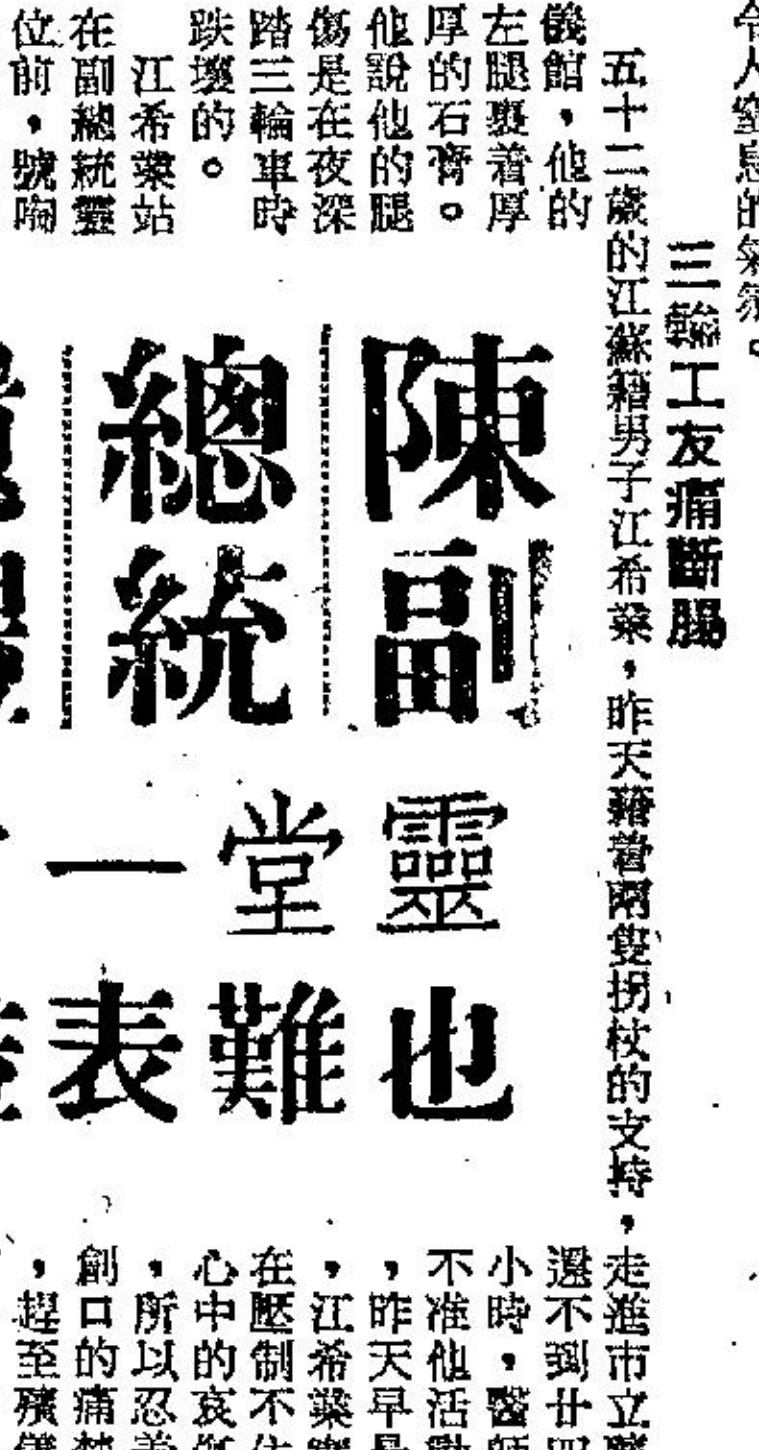 令人窒息的氣氛。
三輪工友痛斷腸
五十二歲的江蘇籍男子江希槼，昨天藉着兩隻拐杖的支持，走進市立殯
儀館，他的
左腿裹着厚
厚的石膏。
他說他的腿
傷是在夜深
踏三輪車時
跌壞的。
江希槼站
在副總統靈
位前，號啕
陳副
總統
靈
堂
一
也
難
表
還不到廿四
小時，醫師
不准他活動
，昨天早晨
，江希槼
在壓制不住
心中的哀傷
，所以忍着
創口的痛楚
，趕至殯儀